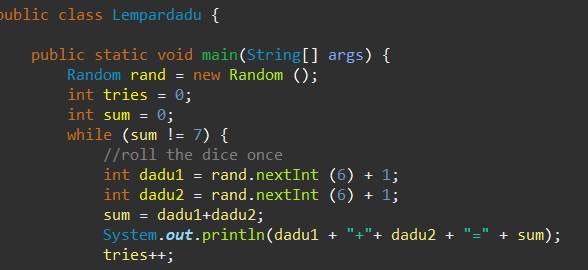 public class Lempardadu {
public static void main(String[] args) {
Random rand = new Random ();
int tries = 0;
int sum = 0;
while (sum != 7) {
//roll the dice once
int dadu1 = rand.nextInt (6) + 1;
int dadu2 = rand.nextInt (6) + 1;
sum = dadu1+dadu2;
System.out.println(dadu1 + "+"+ dadu2 + "=" + sum);
tries++;